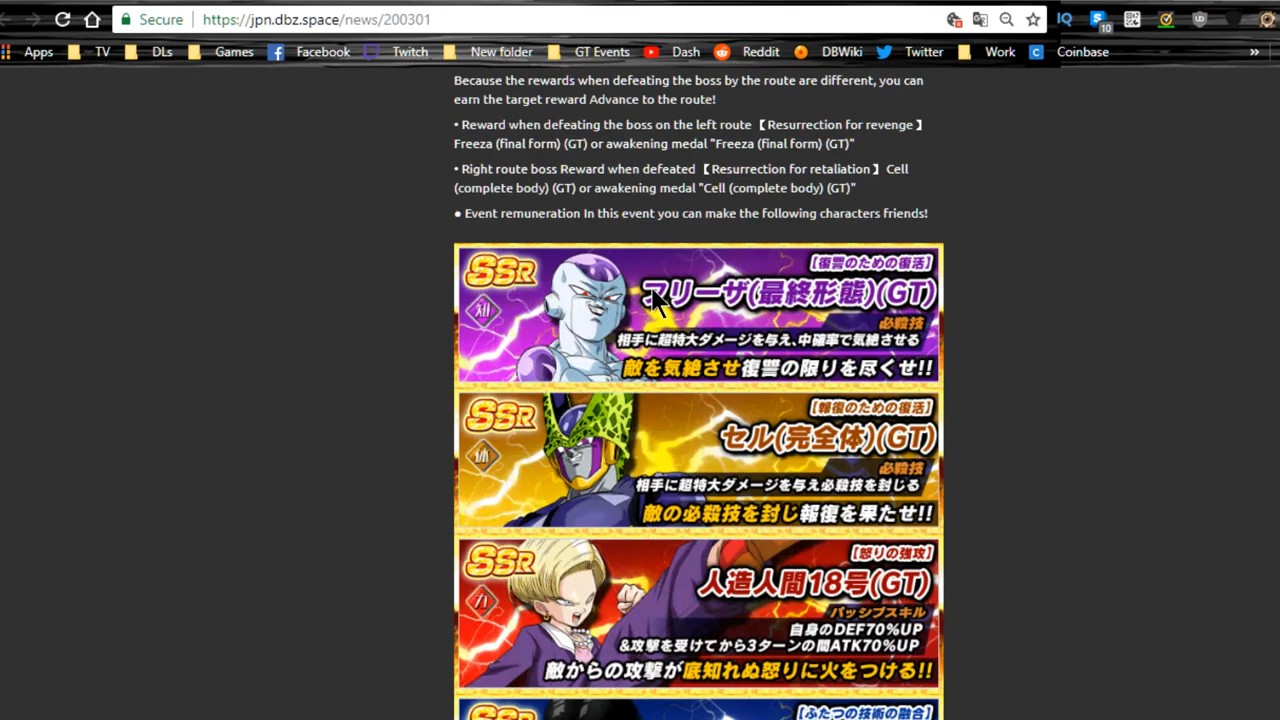 Secure https://jpn.dbz.space/news/200301
10
Apps TV DLs Games Facebook Twitch New folder GT Events Dash Reddit DBWiki Twitter Work Coinbase »
Because the rewards when defeating the boss by the route are different, you can
earn the target reward Advance to the route!
• Reward when defeating the boss on the left route 【Resurrection for revenge】
Freeza (final form) (GT) or awakening medal "Freeza (final form) (GT)"
• Right route boss Reward when defeated 【Resurrection for retaliation】 Cell
(complete body) (GT) or awakening medal "Cell (complete body) (GT)"
● Event remuneration In this event you can make the following characters friends!
SSR
[復讐のための復活]
知
フリーザ(最終形態)(GT)
必殺技
相手に超特大ダメージを与え、中確率で気絶させる
敵を気絶させ復讐の限りを尽くせ!!
SSR
[報復のための復活]
体
セル(完全体)(GT)
必殺技
相手に超特大ダメージを与え必殺技を封じる
敵の必殺技を封じ報復を果たせ!!
SSR
[怒りの強攻]
力
人造人間18号(GT)
パッシブスキル
自身のDEF70%UP
&攻撃を受けてから3ターンの間ATK70%UP
敵からの攻撃が底知れぬ怒りに火をつける!!
SSR
[ふたつの技術の融合]